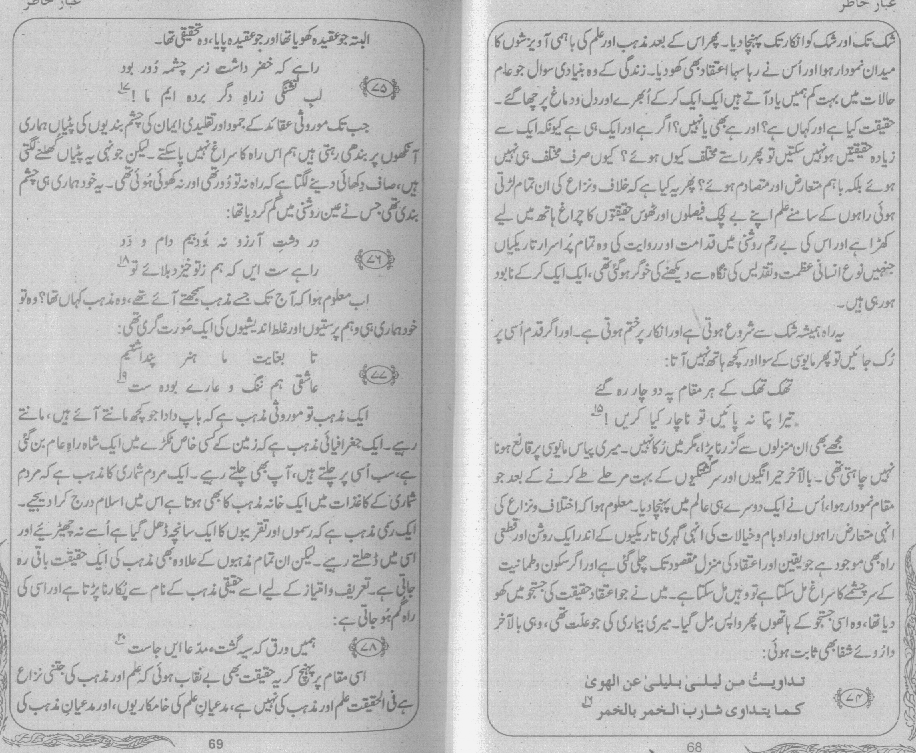 غبارِ خاطر
شک تک اور شک کو انکار تک پہنچا دیا۔ پھر اس کے بعد مذہب اور علم کی باہمی آویزشوں کا
میدان نمودار ہوا اور اُس نے رہا سہا اعتقاد بھی کھو دیا۔ زندگی کے وہ بنیادی سوال جو عام
حالات میں بہت کم ہمیں یاد آتے ہیں ایک ایک کر کے اُبھرے اور دل و دماغ پر چھا گئے۔
حقیقت کیا ہے اور کہاں ہے؟ اور ہے بھی یا نہیں؟ اگر ہے اور ایک ہی ہے کیونکہ ایک سے
زیادہ حقیقتیں ہو نہیں سکتیں تو پھر راستے مختلف کیوں ہوئے؟ کیوں صرف مختلف ہی نہیں
ہوئے بلکہ باہم متعارض اور متصادم ہوئے؟ پھر یہ کیا ہے کہ خلاف و نزاع کی ان تمام لڑتی
ہوئی راہوں کے سامنے علم اپنے بے لچک فیصلوں اور ٹھوس حقیقتوں کا چراغ ہاتھ میں لیے
کھڑا ہے اور اس کی بے رحم روشنی میں قدامت اور روایت کی وہ تمام پُراسرار تاریکیاں
جنہیں نوعِ انسانی عظمت و تقدیس کی نگاہ سے دیکھنے کی خوگر ہو گئی تھی، ایک ایک کر کے نابود
ہو رہی ہیں۔
یہ راہ ہمیشہ شک سے شروع ہوتی ہے اور انکار پر ختم ہوتی ہے۔ اور اگر قدم اُسی پر
رُک جائیں تو پھر مایوسی کے سوا اور کچھ ہاتھ نہیں آتا:
تھک تھک کے ہر مقام پہ دو چار رہ گئے
تیرا پتا نہ پائیں تو ناچار کیا کریں! ۱۵
مجھے بھی ان منزلوں سے گزرنا پڑا، مگر میں رُکا نہیں۔ میری پیاس مایوسی پر قانع ہونا
نہیں چاہتی تھی۔ بالآخر حیرانگیوں اور سرگشتگیوں کے بہت مرحلے طے کرنے کے بعد جو
مقام نمودار ہوا، اُس نے ایک دوسرے ہی عالم میں پہنچا دیا۔ معلوم ہوا کہ اختلاف و نزاع کی
انہی متعارض راہوں اور اوہام و خیالات کی انہی گہری تاریکیوں کے اندر ایک روشن اور قطعی
راہ بھی موجود ہے جو یقین اور اعتقاد کی منزلِ مقصود تک چلی گئی ہے اور اگر سکون و طمانیت
کے سرچشمے کا سراغ مل سکتا ہے تو وہیں مل سکتا ہے۔ میں نے جو اعتقاد حقیقت کی جستجو میں کھو
دیا تھا، وہ اسی جستجو کے ہاتھوں پھر واپس مل گیا۔ میری بیماری کی جو علّت تھی، وہی بالآخر
داروئے شفا بھی ثابت ہوئی:
تداویتُ من لیلیٰ بلیلیٰ عن الھویٰ
کما یتداوی شاربُ الخمر بالخمر ۱۶
۷۴
68
غبارِ خاطر
البتہ جو عقیدہ کھویا تھا اور جو عقیدہ پایا، وہ تحقیقی تھا۔
راہے کہ خضر داشت زسرِ چشمہ دُور بود
۷۵
لبِ تشنگی زراہِ دگر بردہ ایم ما! ۱۷
جب تک موروثی عقائد کے جمود اور تقلیدی ایمان کی چشم بندیوں کی پٹیاں ہماری
آنکھوں پر بندھی رہتی ہیں ہم اس راہ کا سراغ نہیں پا سکتے۔ لیکن جونہی یہ پٹیاں کھلنے لگتی
ہیں، صاف دکھائی دینے لگتا ہے کہ راہ نہ تو دُور تھی اور نہ کھوئی ہوئی تھی۔ یہ خود ہماری ہی چشم
بندی تھی جس نے عین روشنی میں گم کر دیا تھا:
در دشتِ آرزو نہ بُود بیم دام و دَد
۷۶
راہے ست ایں کہ ہم زتو خیزد بلائے تو ۱۸
اب معلوم ہوا کہ آج تک جسے مذہب سمجھتے آئے تھے، وہ مذہب کہاں تھا؟ وہ تو
خود ہماری ہی وہم پرستیوں اور غلط اندیشیوں کی ایک صُورت گری تھی:
تا بغایت ما ہنر پنداشتیم
۷۷
عاشقی ہم ننگ و عارے بودہ ست ۱۹
ایک مذہب تو موروثی مذہب ہے کہ باپ دادا جو کچھ مانتے آئے ہیں، مانتے
رہیے۔ ایک جغرافیائی مذہب ہے کہ زمین کے کسی خاص ٹکڑے میں ایک شاہ راہِ عام بن گئی
ہے، سب اُسی پر چلتے ہیں، آپ بھی چلتے رہیے۔ ایک مردم شماری کا مذہب ہے کہ مردم
شماری کے کاغذات میں ایک خانہ مذہب کا بھی ہوتا ہے اس میں اسلام درج کرا دیجیے۔
ایک رسمی مذہب ہے کہ رسموں اور تقریبوں کا ایک سانچہ ڈھل گیا ہے اُسے نہ چھیڑیے اور
اسی میں ڈھلتے رہیے۔ لیکن ان تمام مذہبوں کے علاوہ بھی مذہب کی ایک حقیقت باقی رہ
جاتی ہے۔ تعریف و امتیاز کے لیے اسے حقیقی مذہب کے نام سے پکارنا پڑتا ہے اور اسی کی
راہ گُم ہو جاتی ہے:
۷۸
ہمیں ورق کہ سیہ گشت، مدّعا ایں جاست ۲۰
اسی مقام پر پہنچ کر یہ حقیقت بھی بے نقاب ہوئی کہ علم اور مذہب کی جتنی نزاع
ہے فی الحقیقت علم اور مذہب کی نہیں ہے، مدعیانِ علم کی خامکاریوں، اور مدعیانِ مذہب کی
69